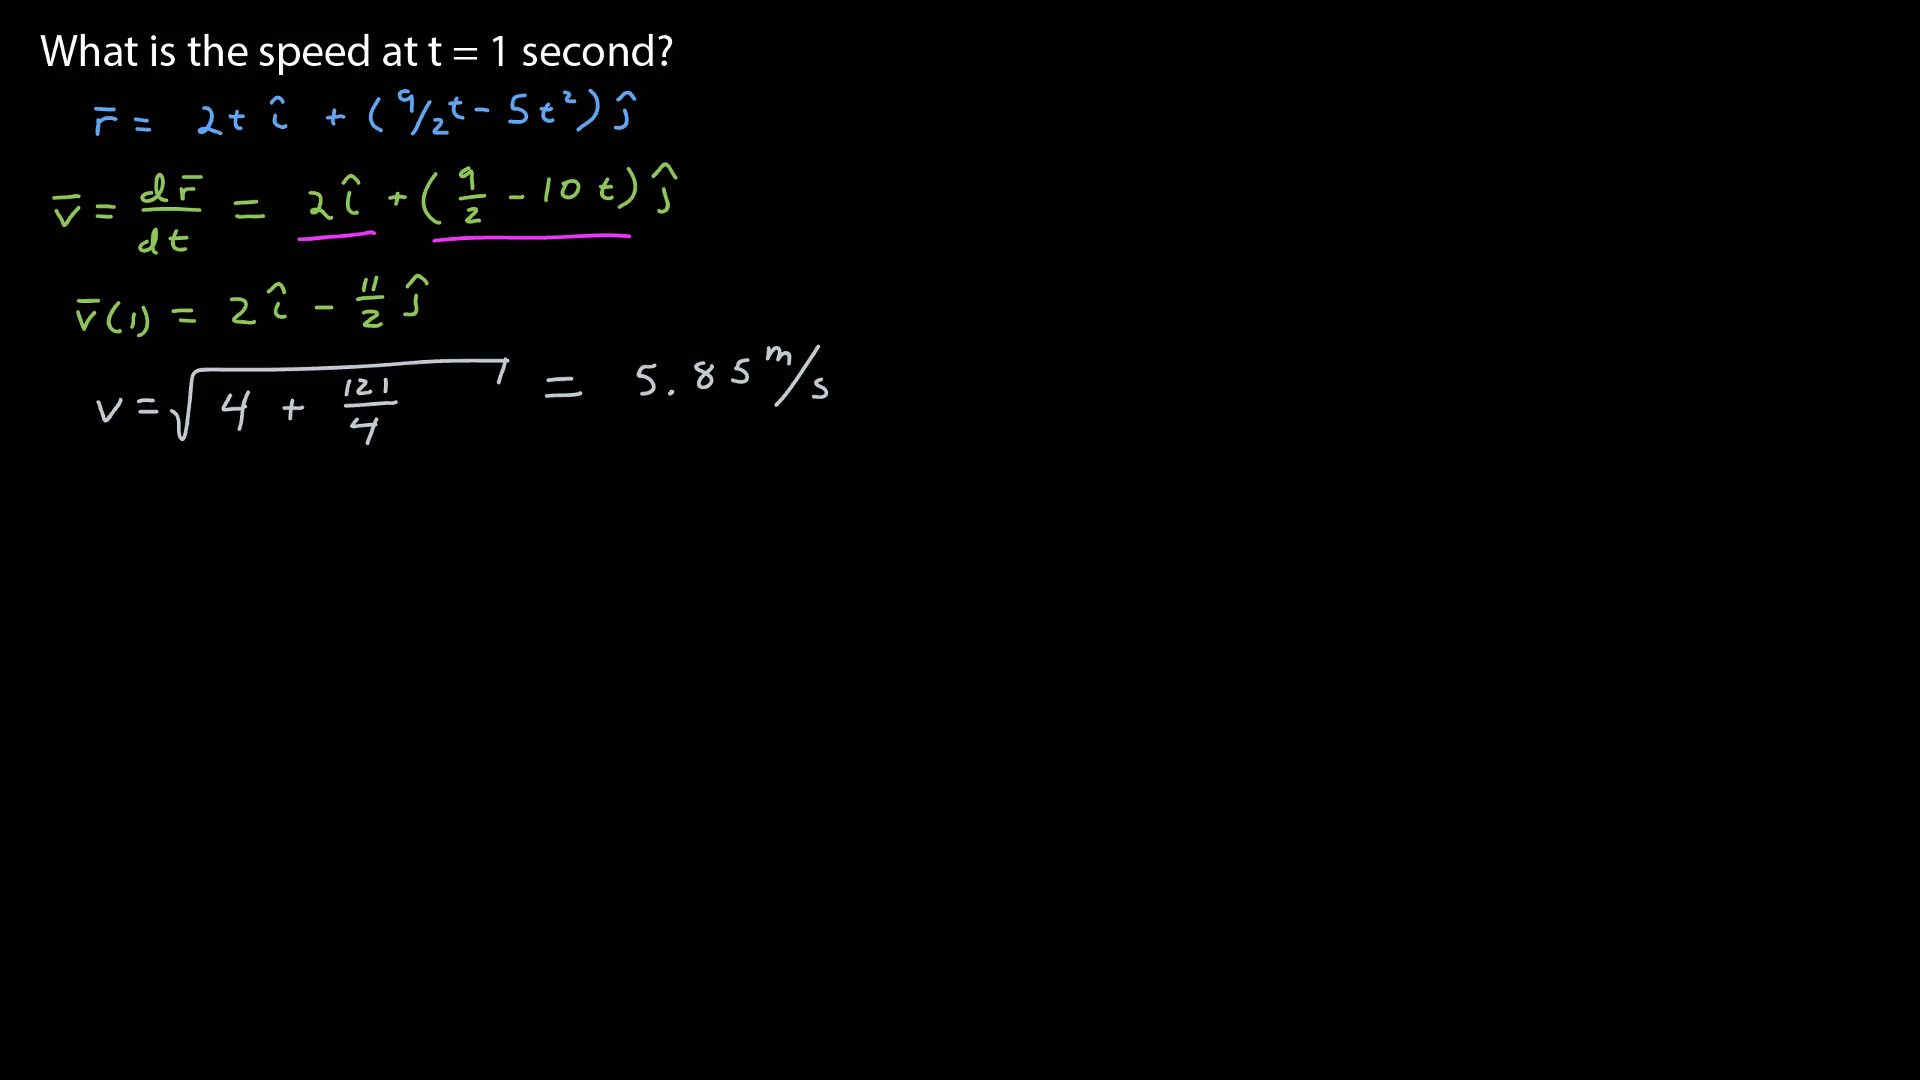 What is the speed at t = 1 second?
r̄ = 2t î + (9/2 t - 5t²) ĵ
v̄ = dr̄/dt = 2î + (9/2 - 10t) ĵ
v̄(1) = 2î - 11/2 ĵ
v = √(4 + 121/4) = 5.85 m/s